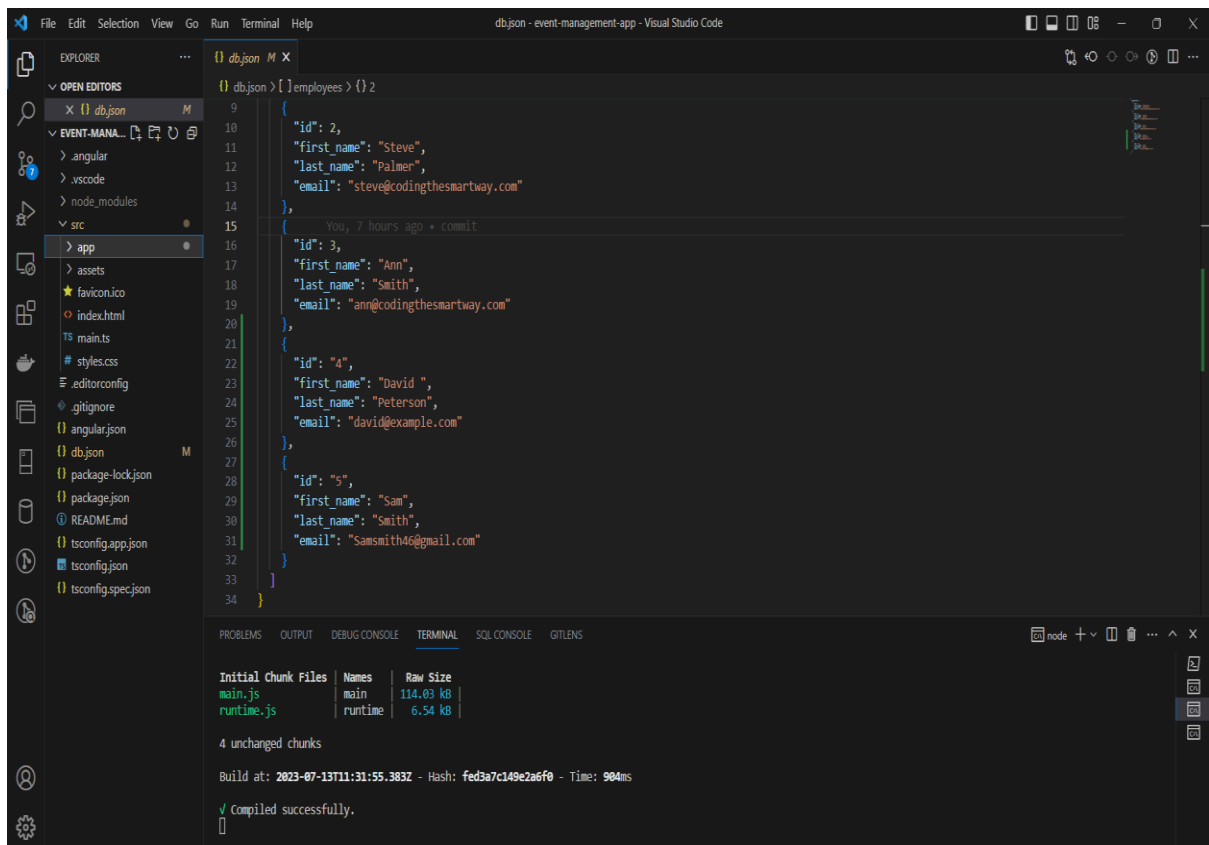 File Edit Selection View Go Run Terminal Help
db.json - event-management-app - Visual Studio Code
EXPLORER
OPEN EDITORS
{} db.json M
EVENT-MANA...
.angular
.vscode
node_modules
src
app
assets
favicon.ico
<> index.html
TS main.ts
# styles.css
.editorconfig
.gitignore
{} angular.json
{} db.json M
{} package-lock.json
{} package.json
README.md
{} tsconfig.app.json
tsconfig.json
{} tsconfig.spec.json
7
{} db.json M X
{} db.json > [ ] employees > {} 2
9 {
10 "id": 2,
11 "first_name": "Steve",
12 "last_name": "Palmer",
13 "email": "steve@codingthesmartway.com"
14 },
15 { You, 7 hours ago • commit
16 "id": 3,
17 "first_name": "Ann",
18 "last_name": "Smith",
19 "email": "ann@codingthesmartway.com"
20 },
21 {
22 "id": "4",
23 "first_name": "David ",
24 "last_name": "Peterson",
25 "email": "david@example.com"
26 },
27 {
28 "id": "5",
29 "first_name": "Sam",
30 "last_name": "Smith",
31 "email": "Samsmith46@gmail.com"
32 }
33 ]
34 }
PROBLEMS OUTPUT DEBUG CONSOLE TERMINAL SQL CONSOLE GITLENS
node
Initial Chunk Files | Names | Raw Size
main.js | main | 114.03 kB |
runtime.js | runtime | 6.54 kB |
4 unchanged chunks
Build at: 2023-07-13T11:31:55.383Z - Hash: fed3a7c149e2a6f0 - Time: 904ms
√ Compiled successfully.